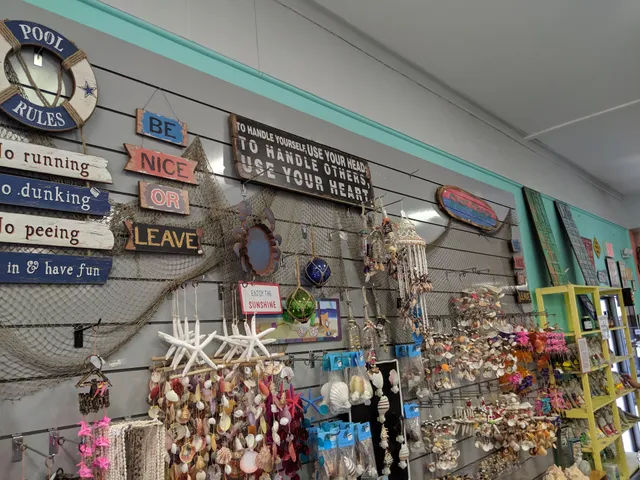 POOL
RULES
No running
No dunking
No peeing
in & have fun
BE
NICE
OR
LEAVE
TO HANDLE YOURSELF, USE YOUR HEAD,
TO HANDLE OTHERS,
USE YOUR HEART
ENJOY THE
SUNSHINE